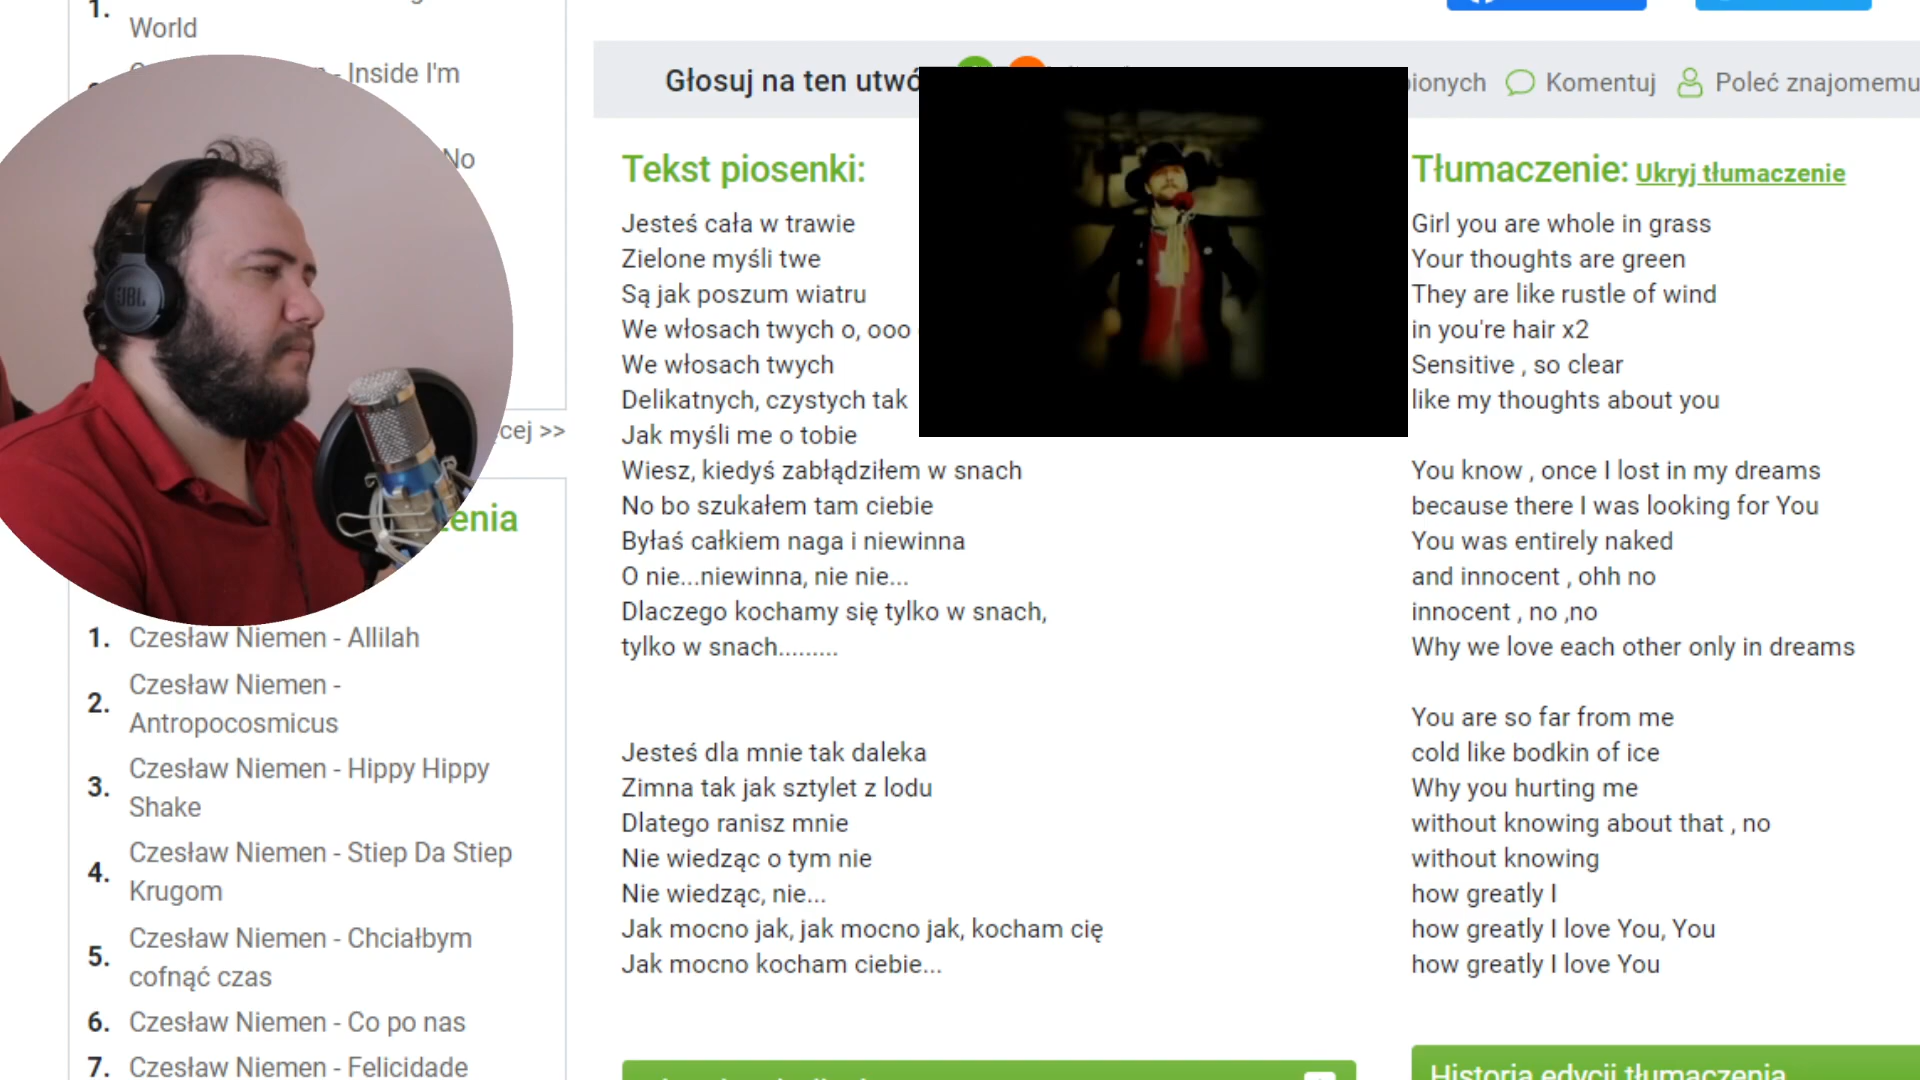 1.
World
- Inside I'm
No
cej >>
zenia
1. Czesław Niemen - Allilah
2. Czesław Niemen -
Antropocosmicus
3. Czesław Niemen - Hippy Hippy
Shake
4. Czesław Niemen - Stiep Da Stiep
Krugom
5. Czesław Niemen - Chciałbym
cofnąć czas
6. Czesław Niemen - Co po nas
7. Czesław Niemen - Felicidade
JBL
Głosuj na ten utwó
pionych Komentuj Poleć znajomemu
Tekst piosenki:
Jesteś cała w trawie
Zielone myśli twe
Są jak poszum wiatru
We włosach twych o, ooo
We włosach twych
Delikatnych, czystych tak
Jak myśli me o tobie
Wiesz, kiedyś zabłądziłem w snach
No bo szukałem tam ciebie
Byłaś całkiem naga i niewinna
O nie...niewinna, nie nie...
Dlaczego kochamy się tylko w snach,
tylko w snach.........
Jesteś dla mnie tak daleka
Zimna tak jak sztylet z lodu
Dlatego ranisz mnie
Nie wiedząc o tym nie
Nie wiedząc, nie...
Jak mocno jak, jak mocno jak, kocham cię
Jak mocno kocham ciebie...
Tłumaczenie: Ukryj tłumaczenie
Girl you are whole in grass
Your thoughts are green
They are like rustle of wind
in you're hair x2
Sensitive , so clear
like my thoughts about you
You know , once I lost in my dreams
because there I was looking for You
You was entirely naked
and innocent , ohh no
innocent , no ,no
Why we love each other only in dreams
You are so far from me
cold like bodkin of ice
Why you hurting me
without knowing about that , no
without knowing
how greatly I
how greatly I love You, You
how greatly I love You
Historia edycji tłumaczenia